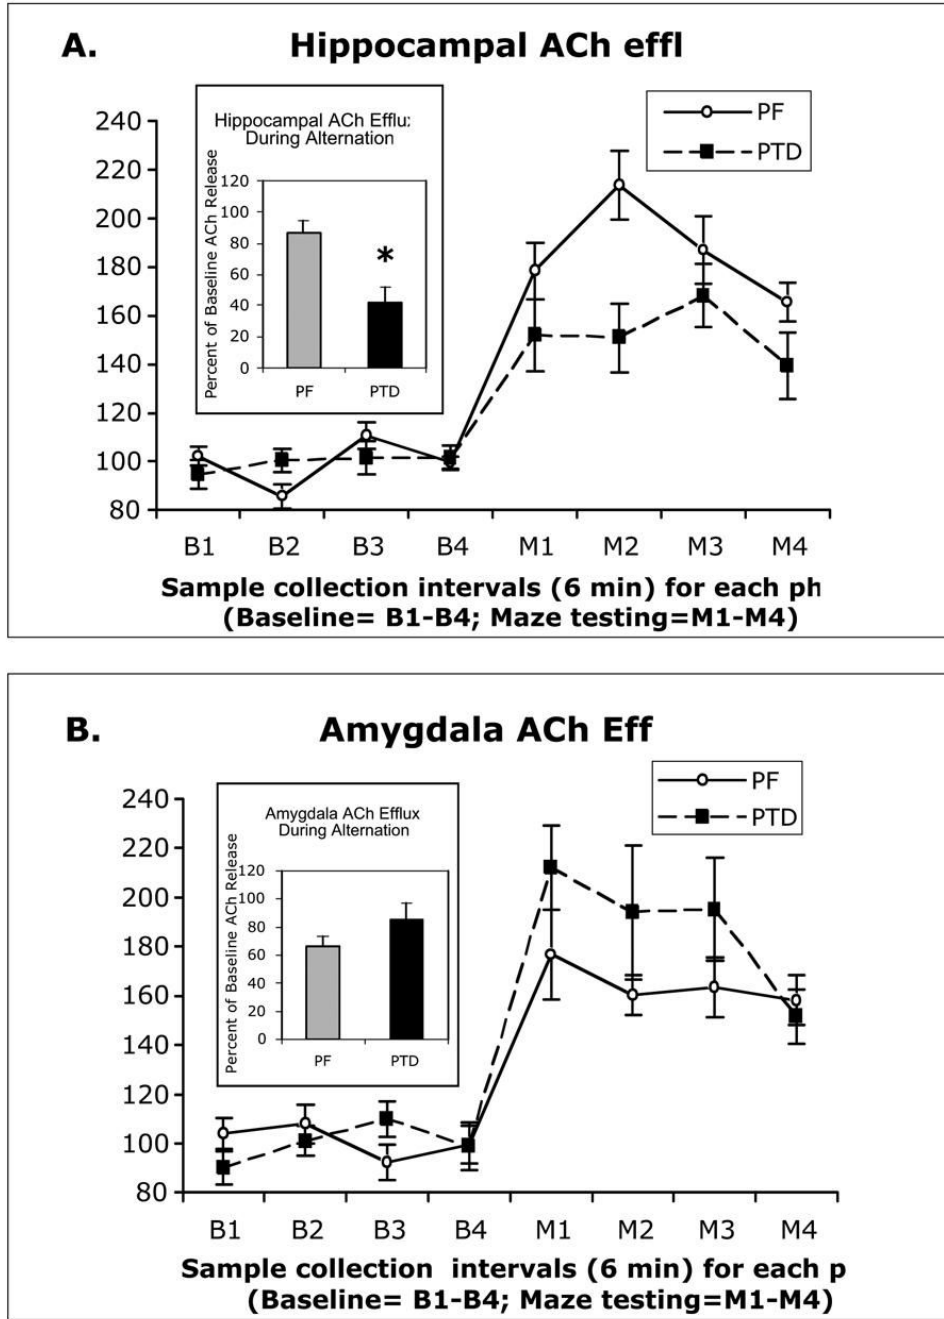 A. Hippocampal ACh effl
Hippocampal ACh Efflu:
During Alternation
Percent of Baseline ACh Release
120
100
80
60
40
20
0
*
PF
PTD
PF
PTD
240
220
200
180
160
140
120
100
80
B1 B2 B3 B4 M1 M2 M3 M4
Sample collection intervals (6 min) for each ph
(Baseline= B1-B4; Maze testing=M1-M4)
B. Amygdala ACh Eff
Amygdala ACh Efflux
During Alternation
Percent of Baseline ACh Release
120
100
80
60
40
20
0
PF
PTD
PF
PTD
240
220
200
180
160
140
120
100
80
B1 B2 B3 B4 M1 M2 M3 M4
Sample collection intervals (6 min) for each p
(Baseline= B1-B4; Maze testing=M1-M4)